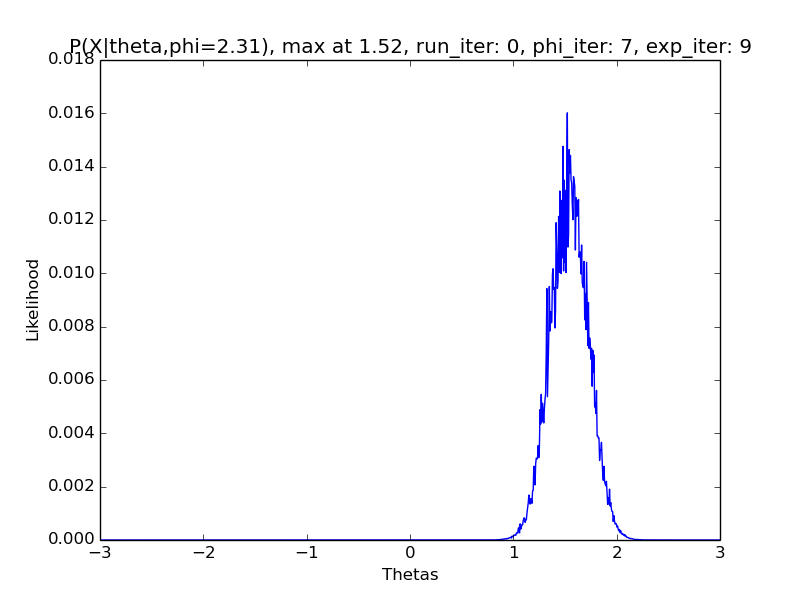 P(X|theta,phi=2.31), max at 1.52, run_iter: 0, phi_iter: 7, exp_iter: 9
0.018
0.016
0.014
0.012
0.010
0.008
0.006
0.004
0.002
0.000
Likelihood
−3 −2 −1 0 1 2 3
Thetas